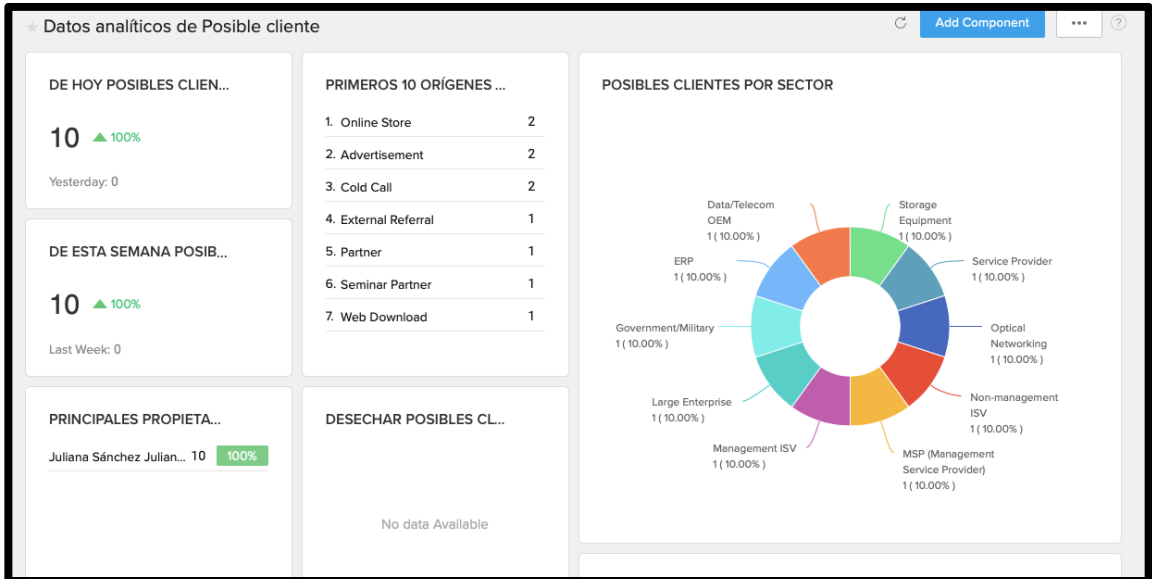 Datos analíticos de Posible cliente
Add Component
...
?
DE HOY POSIBLES CLIEN...
10 100%
Yesterday: 0
DE ESTA SEMANA POSIB...
10 100%
Last Week: 0
PRINCIPALES PROPIETA...
Juliana Sánchez Julian... 10 100%
PRIMEROS 10 ORÍGENES ...
1. Online Store 2
2. Advertisement 2
3. Cold Call 2
4. External Referral 1
5. Partner 1
6. Seminar Partner 1
7. Web Download 1
DESECHAR POSIBLES CL...
No data Available
POSIBLES CLIENTES POR SECTOR
Data/Telecom
OEM
1 ( 10.00% )
Storage
Equipment
1 ( 10.00% )
ERP
1 ( 10.00% )
Service Provider
1 ( 10.00% )
Government/Military
1 ( 10.00% )
Optical
Networking
1 ( 10.00% )
Large Enterprise
1 ( 10.00% )
Non-management
ISV
1 ( 10.00% )
Management ISV
1 ( 10.00% )
MSP (Management
Service Provider)
1 ( 10.00% )